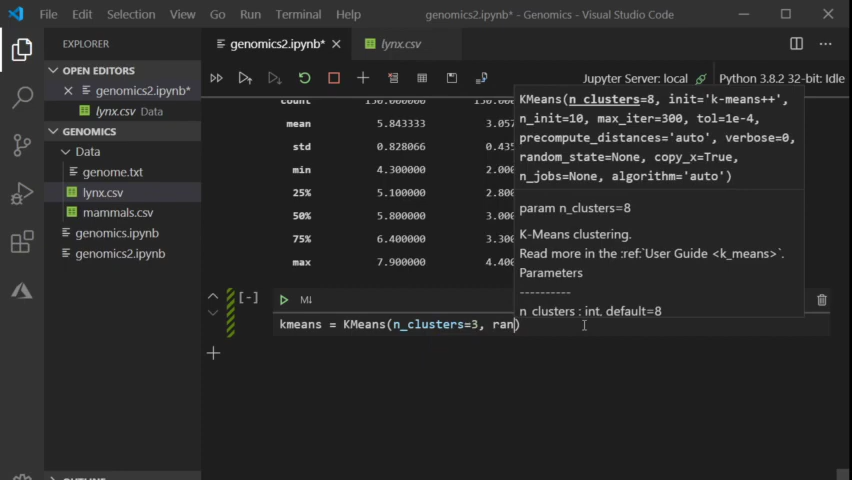 File Edit Selection View Go Run Terminal Help genomics2.ipynb* - Genomics - Visual Studio Code
EXPLORER
OPEN EDITORS
genomics2.ipynb*
lynx.csv Data
GENOMICS
Data
genome.txt
lynx.csv
mammals.csv
genomics.ipynb
genomics2.ipynb
genomics2.ipynb* lynx.csv
Jupyter Server: local Python 3.8.2 32-bit: Idle
count 150.000000 150.0
mean 5.843333 3.057
std 0.828066 0.435
min 4.300000 2.000
25% 5.100000 2.800
50% 5.800000 3.000
75% 6.400000 3.300
max 7.900000 4.400
KMeans(n_clusters=8, init='k-means++',
n_init=10, max_iter=300, tol=1e-4,
precompute_distances='auto', verbose=0,
random_state=None, copy_x=True,
n_jobs=None, algorithm='auto')
param n_clusters=8
K-Means clustering.
Read more in the :ref:`User Guide <k_means>`.
Parameters
----------
n_clusters : int, default=8
[-] M↓
kmeans = KMeans(n_clusters=3, ran)